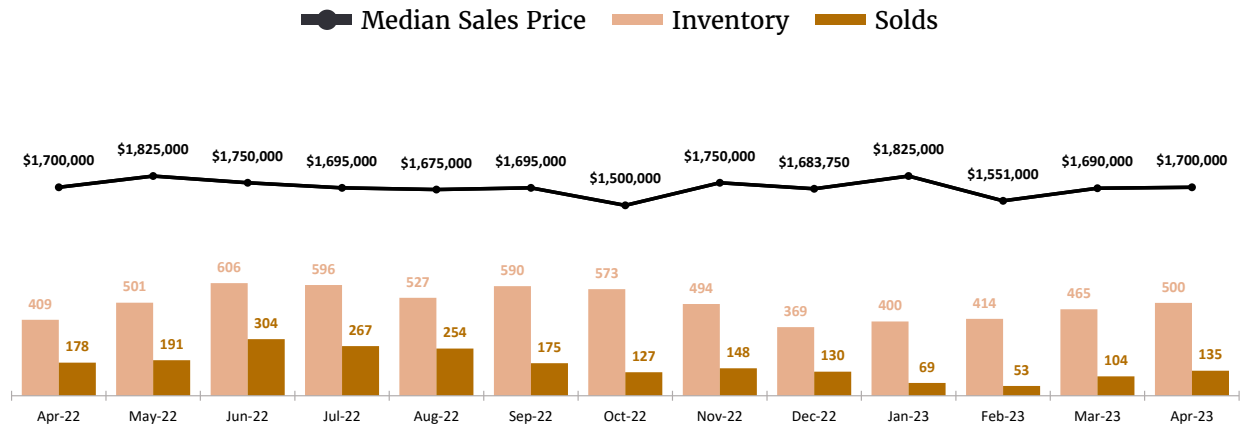 Median Sales Price Inventory Solds
$1,700,000 $1,825,000 $1,750,000 $1,695,000 $1,675,000 $1,695,000 $1,500,000 $1,750,000 $1,683,750 $1,825,000 $1,551,000 $1,690,000 $1,700,000
409 501 606 596 527 590 573 494 369 400 414 465 500
178 191 304 267 254 175 127 148 130 69 53 104 135
Apr-22 May-22 Jun-22 Jul-22 Aug-22 Sep-22 Oct-22 Nov-22 Dec-22 Jan-23 Feb-23 Mar-23 Apr-23